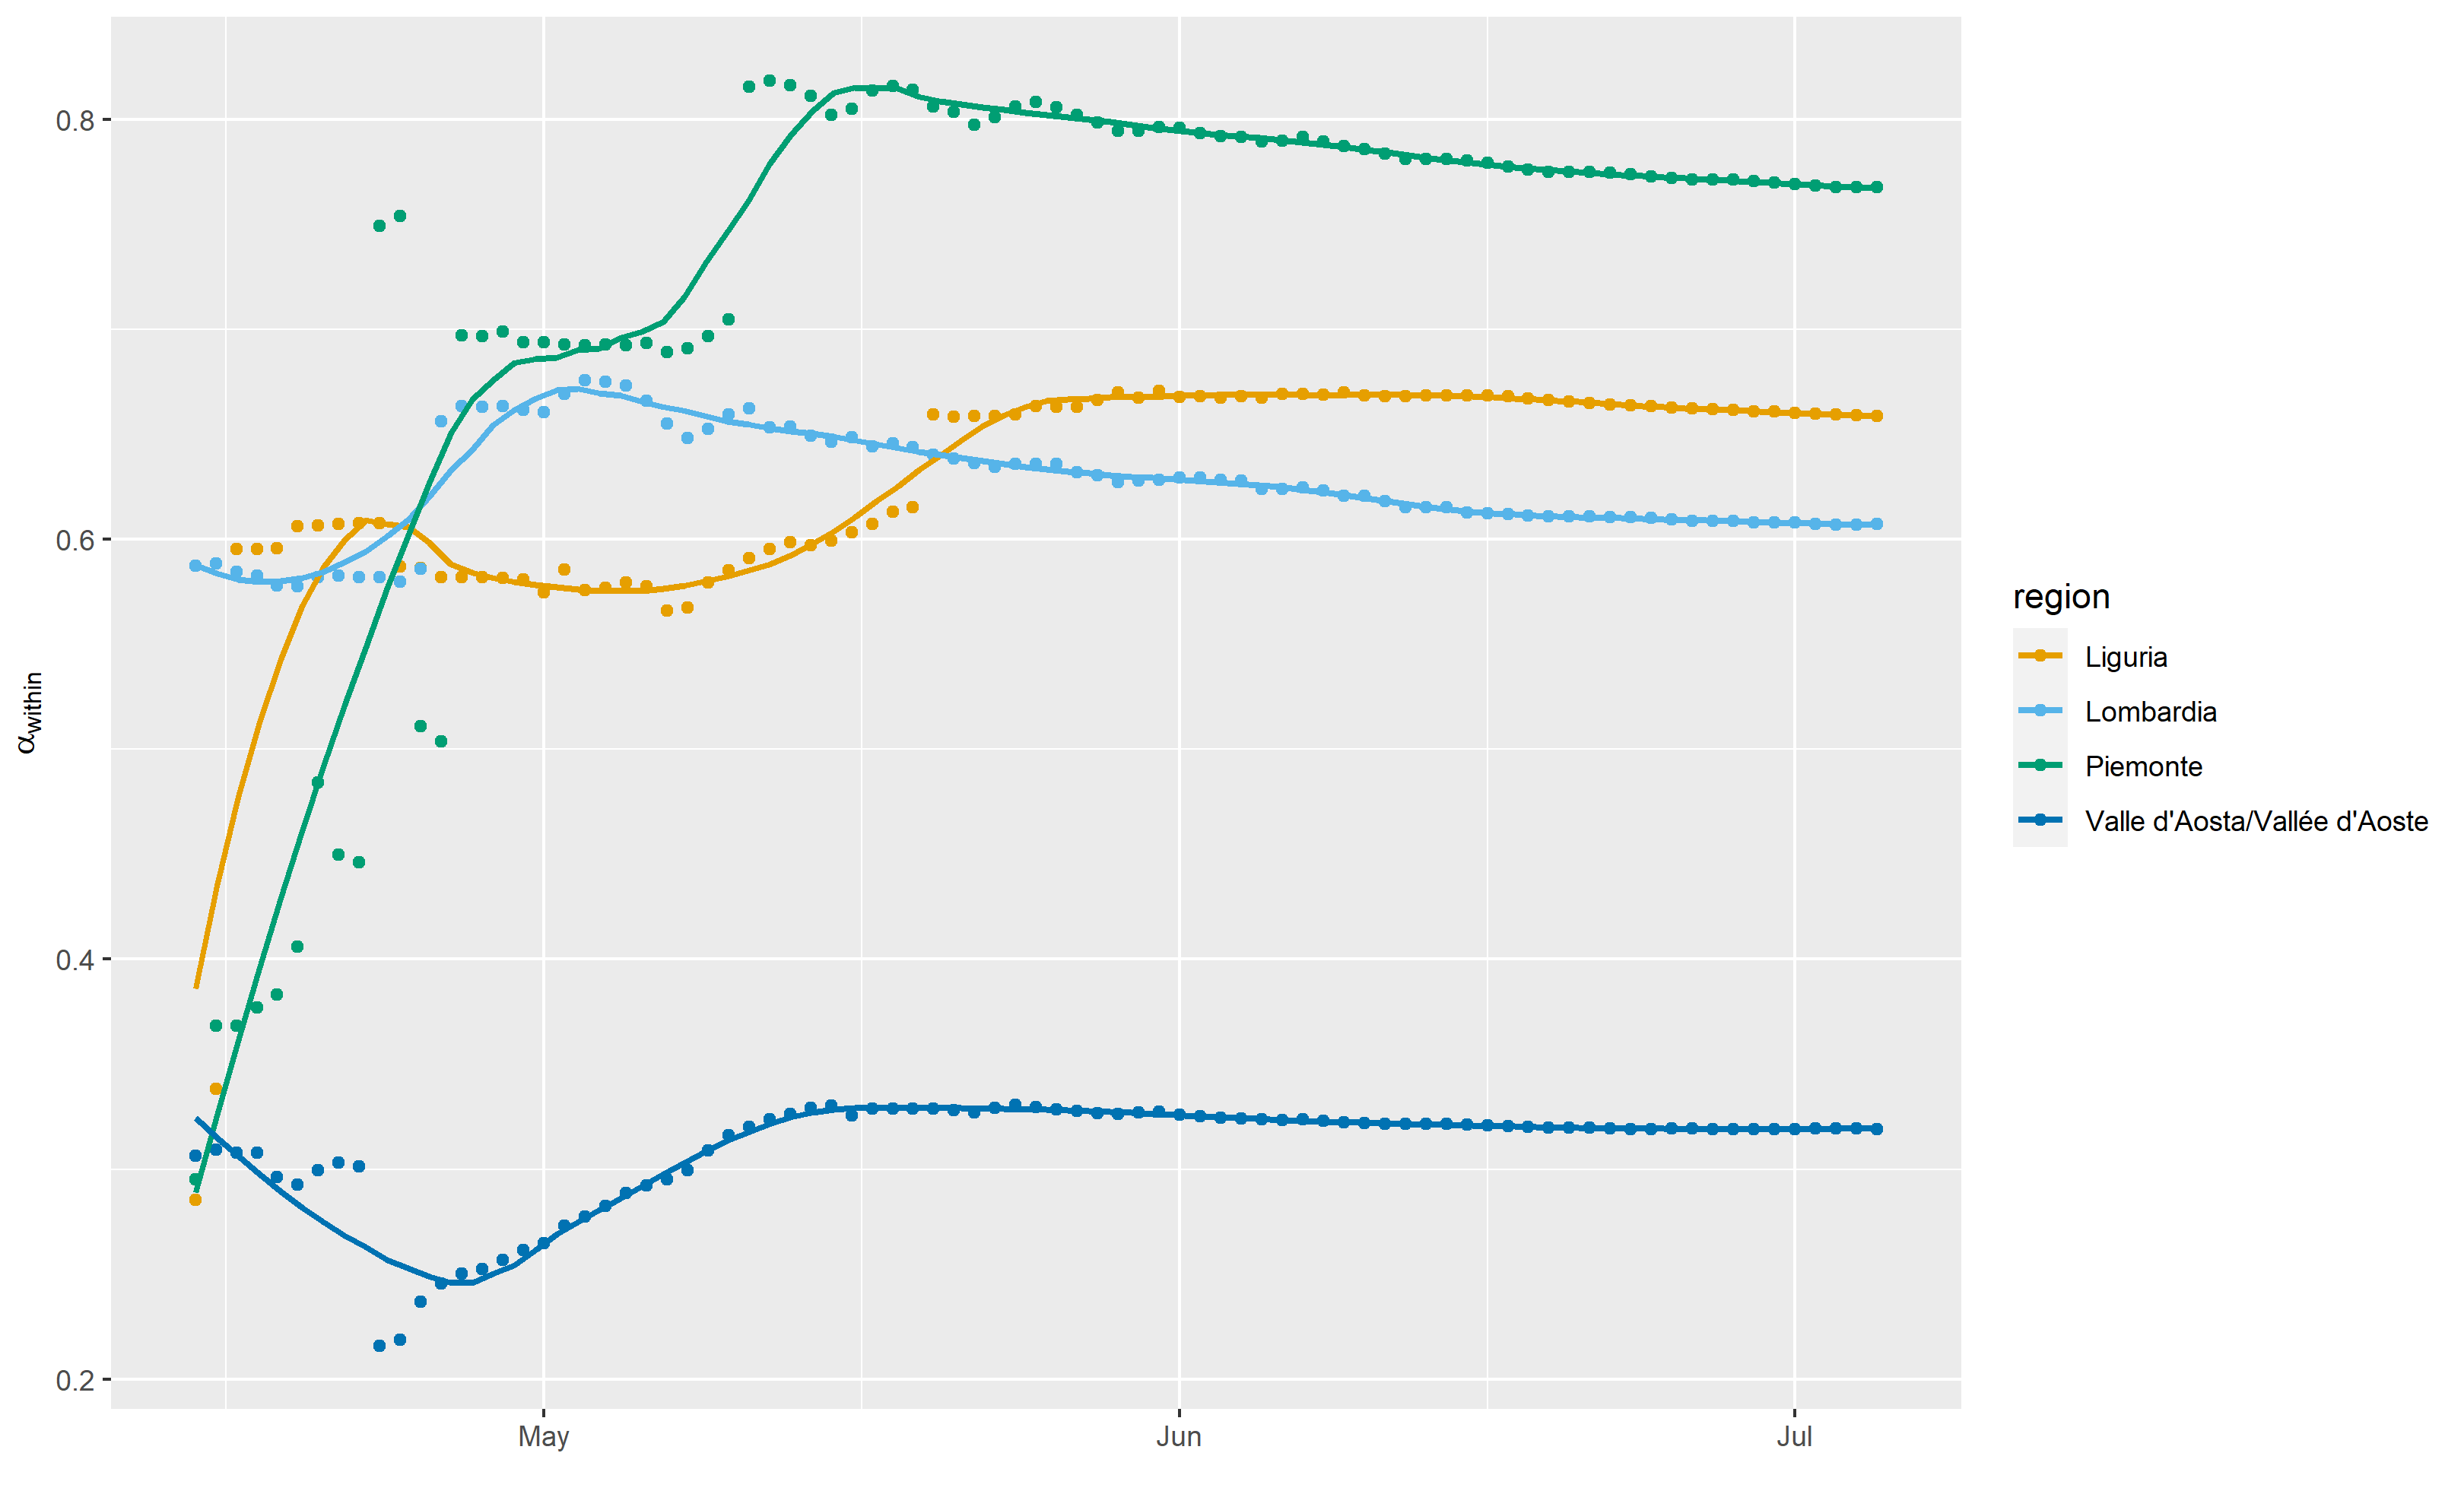 0.8
0.6
0.4
0.2
αwithin
May
Jun
Jul
region
Liguria
Lombardia
Piemonte
Valle d'Aosta/Vallée d'Aoste